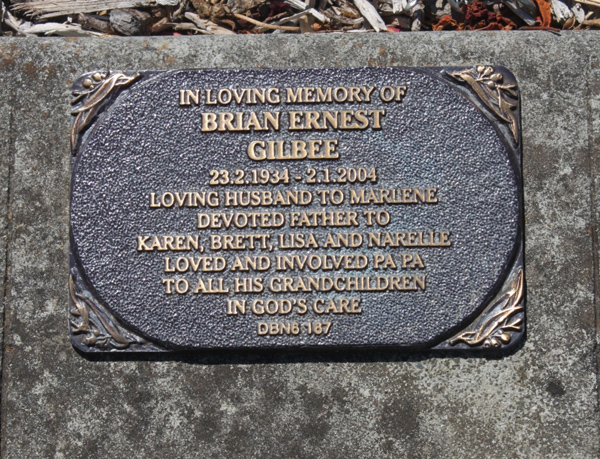 IN LOVING MEMORY OF
BRIAN ERNEST
GILBEE
23.2.1934 - 2.1.2004
LOVING HUSBAND TO MARLENE
DEVOTED FATHER TO
KAREN, BRETT, LISA AND NARELLE
LOVED AND INVOLVED PA PA
TO ALL HIS GRANDCHILDREN
IN GOD'S CARE
DBN6 187